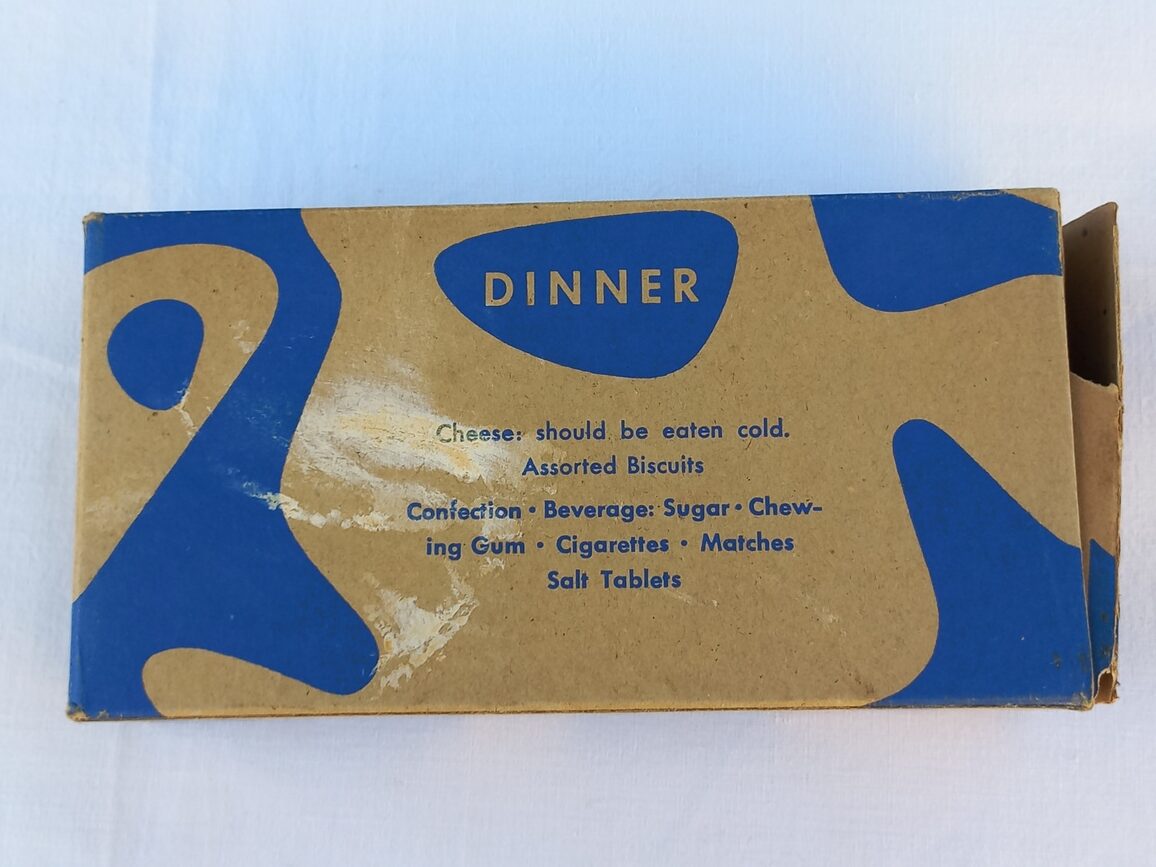 DINNER
Cheese: should be eaten cold.
Assorted Biscuits
Confection • Beverage: Sugar • Chew-
ing Gum • Cigarettes • Matches
Salt Tablets